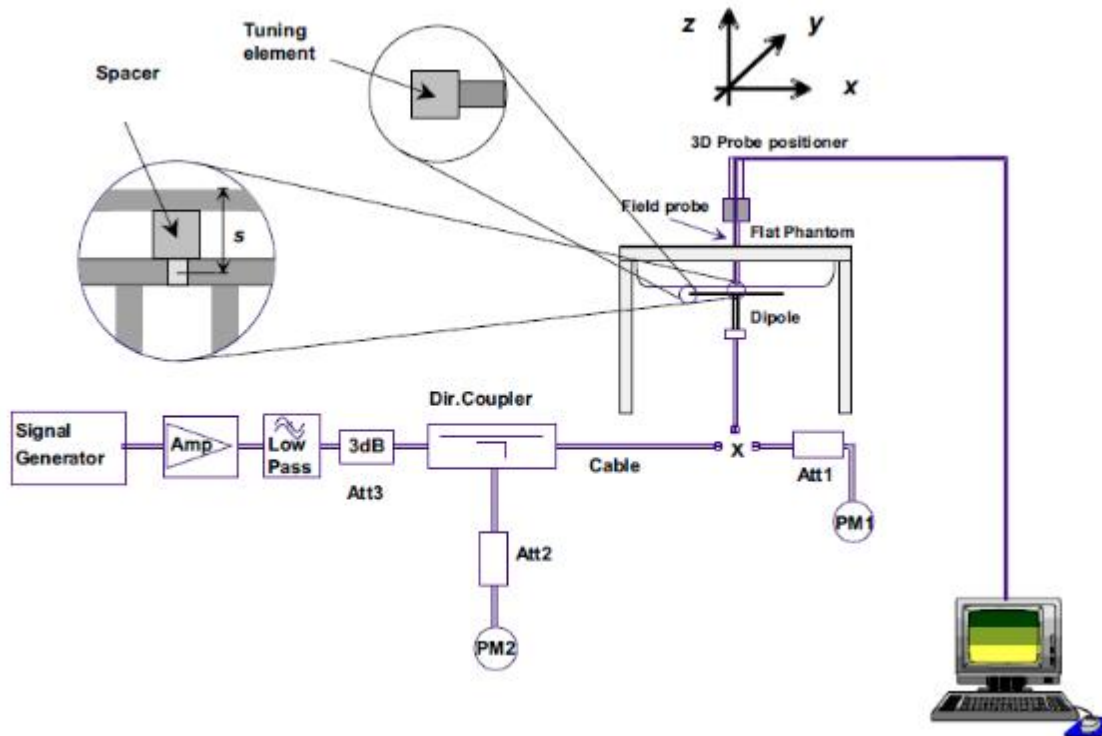 Tuning
element
Spacer
z
y
x
3D Probe positioner
Field probe
Flat Phantom
s
Dipole
Dir.Coupler
Signal
Generator
Amp
Low
Pass
3dB
Att3
Cable
x
Att1
PM1
Att2
PM2